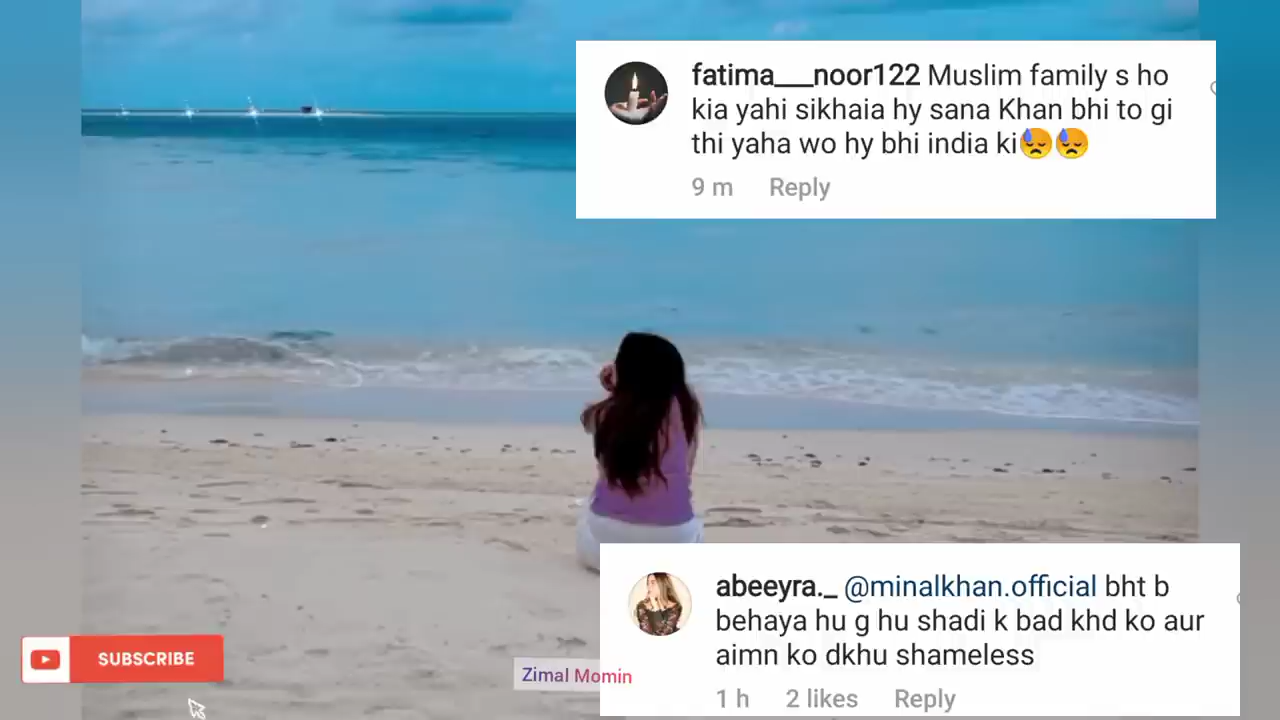 fatima___noor122 Muslim family s ho
kia yahi sikhaia hy sana Khan bhi to gi
thi yaha wo hy bhi india ki😓😓
9 m Reply
abeeyra._ @minalkhan.official bht b
behaya hu g hu shadi k bad khd ko aur
aimn ko dkhu shameless
1 h 2 likes Reply
SUBSCRIBE
Zimal Momin